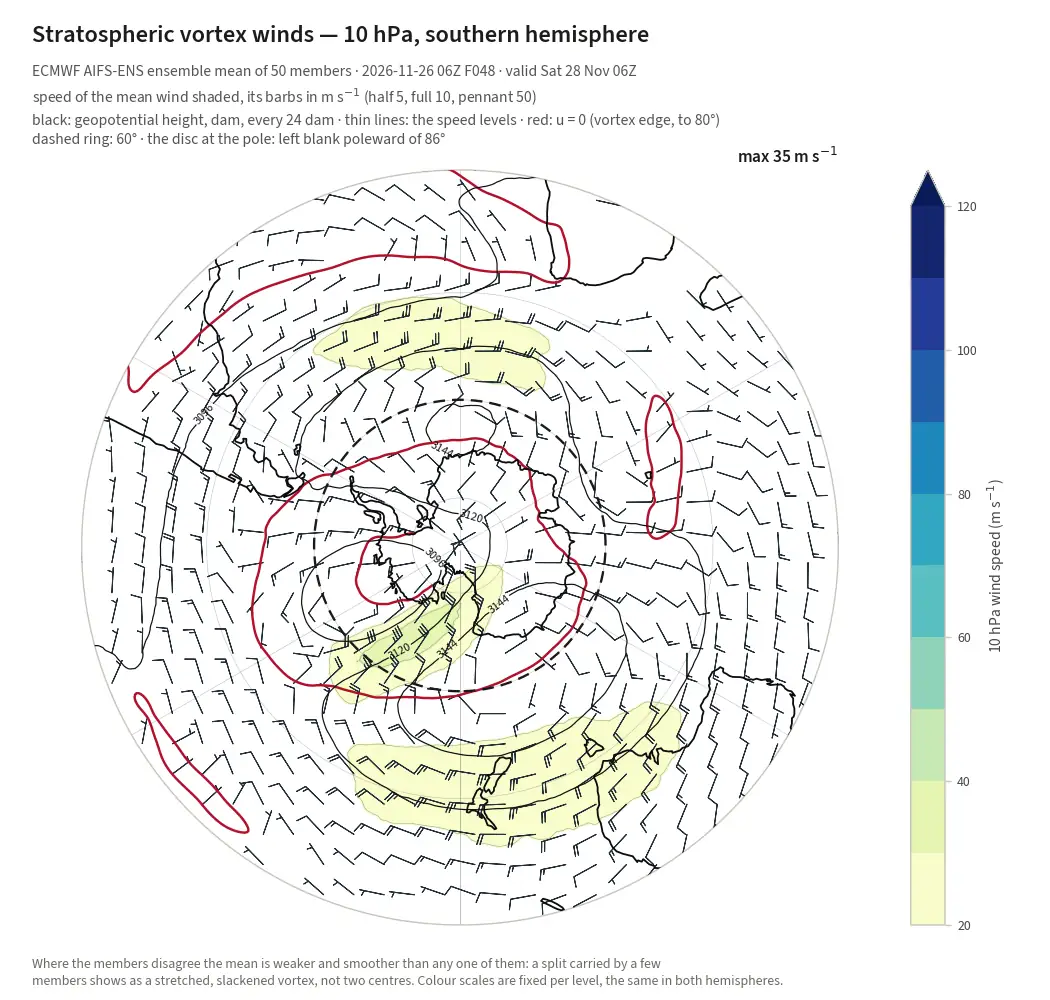 Stratospheric vortex winds — 10 hPa, southern hemisphere
ECMWF AIFS-ENS ensemble mean of 50 members · 2026-11-26 06Z F048 · valid Sat 28 Nov 06Z
speed of the mean wind shaded, its barbs in m s⁻¹ (half 5, full 10, pennant 50)
black: geopotential height, dam, every 24 dam · thin lines: the speed levels · red: u = 0 (vortex edge, to 80°)
dashed ring: 60° · the disc at the pole: left blank poleward of 86°
max 35 m s⁻¹
120
100
80
60
40
20
10 hPa wind speed (m s⁻¹)
3096
3144
3120
3096
3144
3120
3144
Where the members disagree the mean is weaker and smoother than any one of them: a split carried by a few
members shows as a stretched, slackened vortex, not two centres. Colour scales are fixed per level, the same in both hemispheres.